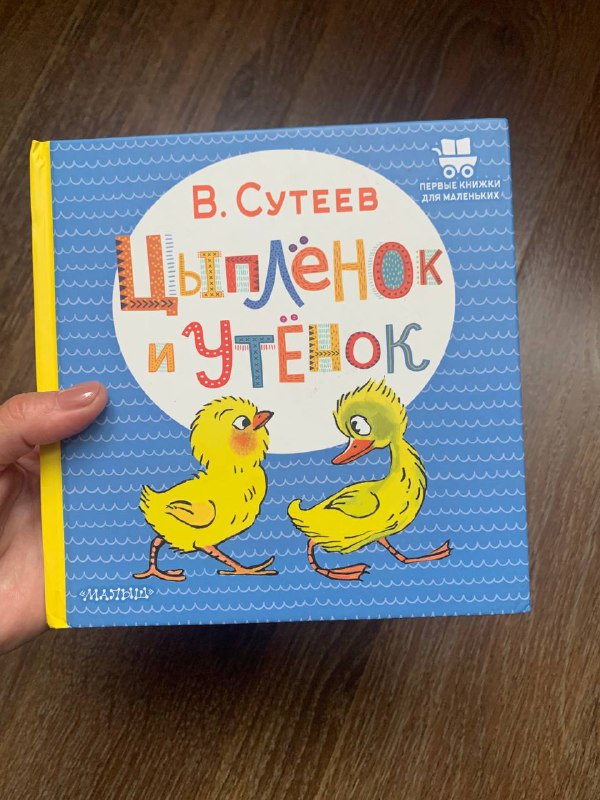 В. Сутеев
Цыплёнок
и утёнок
ПЕРВЫЕ КНИЖКИ
ДЛЯ МАЛЕНЬКИХ
«МАЛЫШ»